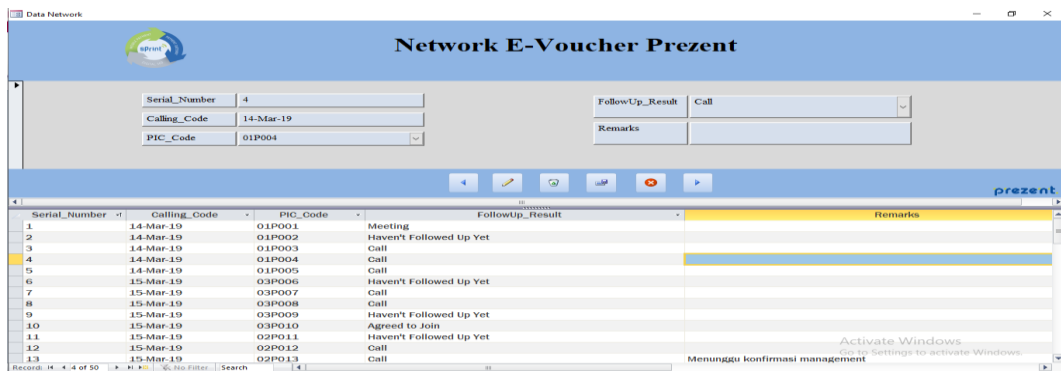 Data Network
ePrint
Network E-Voucher Prezent
Serial_Number 4
FollowUp_Result Call
Calling_Code 14-Mar-19
Remarks
PIC_Code 01P004
prezent
Serial_Number Calling_Code PIC_Code FollowUp_Result Remarks
1 14-Mar-19 01P001 Meeting
2 14-Mar-19 01P002 Haven't Followed Up Yet
3 14-Mar-19 01P003 Call
4 14-Mar-19 01P004 Call
5 14-Mar-19 01P005 Call
6 15-Mar-19 03P006 Haven't Followed Up Yet
7 15-Mar-19 03P007 Call
8 15-Mar-19 03P008 Call
9 15-Mar-19 03P009 Haven't Followed Up Yet
10 15-Mar-19 03P010 Agreed to Join
11 15-Mar-19 02P011 Haven't Followed Up Yet
12 15-Mar-19 02P012 Call
13 15-Mar-19 02P013 Call Menunggu konfirmasi management
Activate Windows
Go to Settings to activate Windows.
Record: 4 of 50 No Filter Search